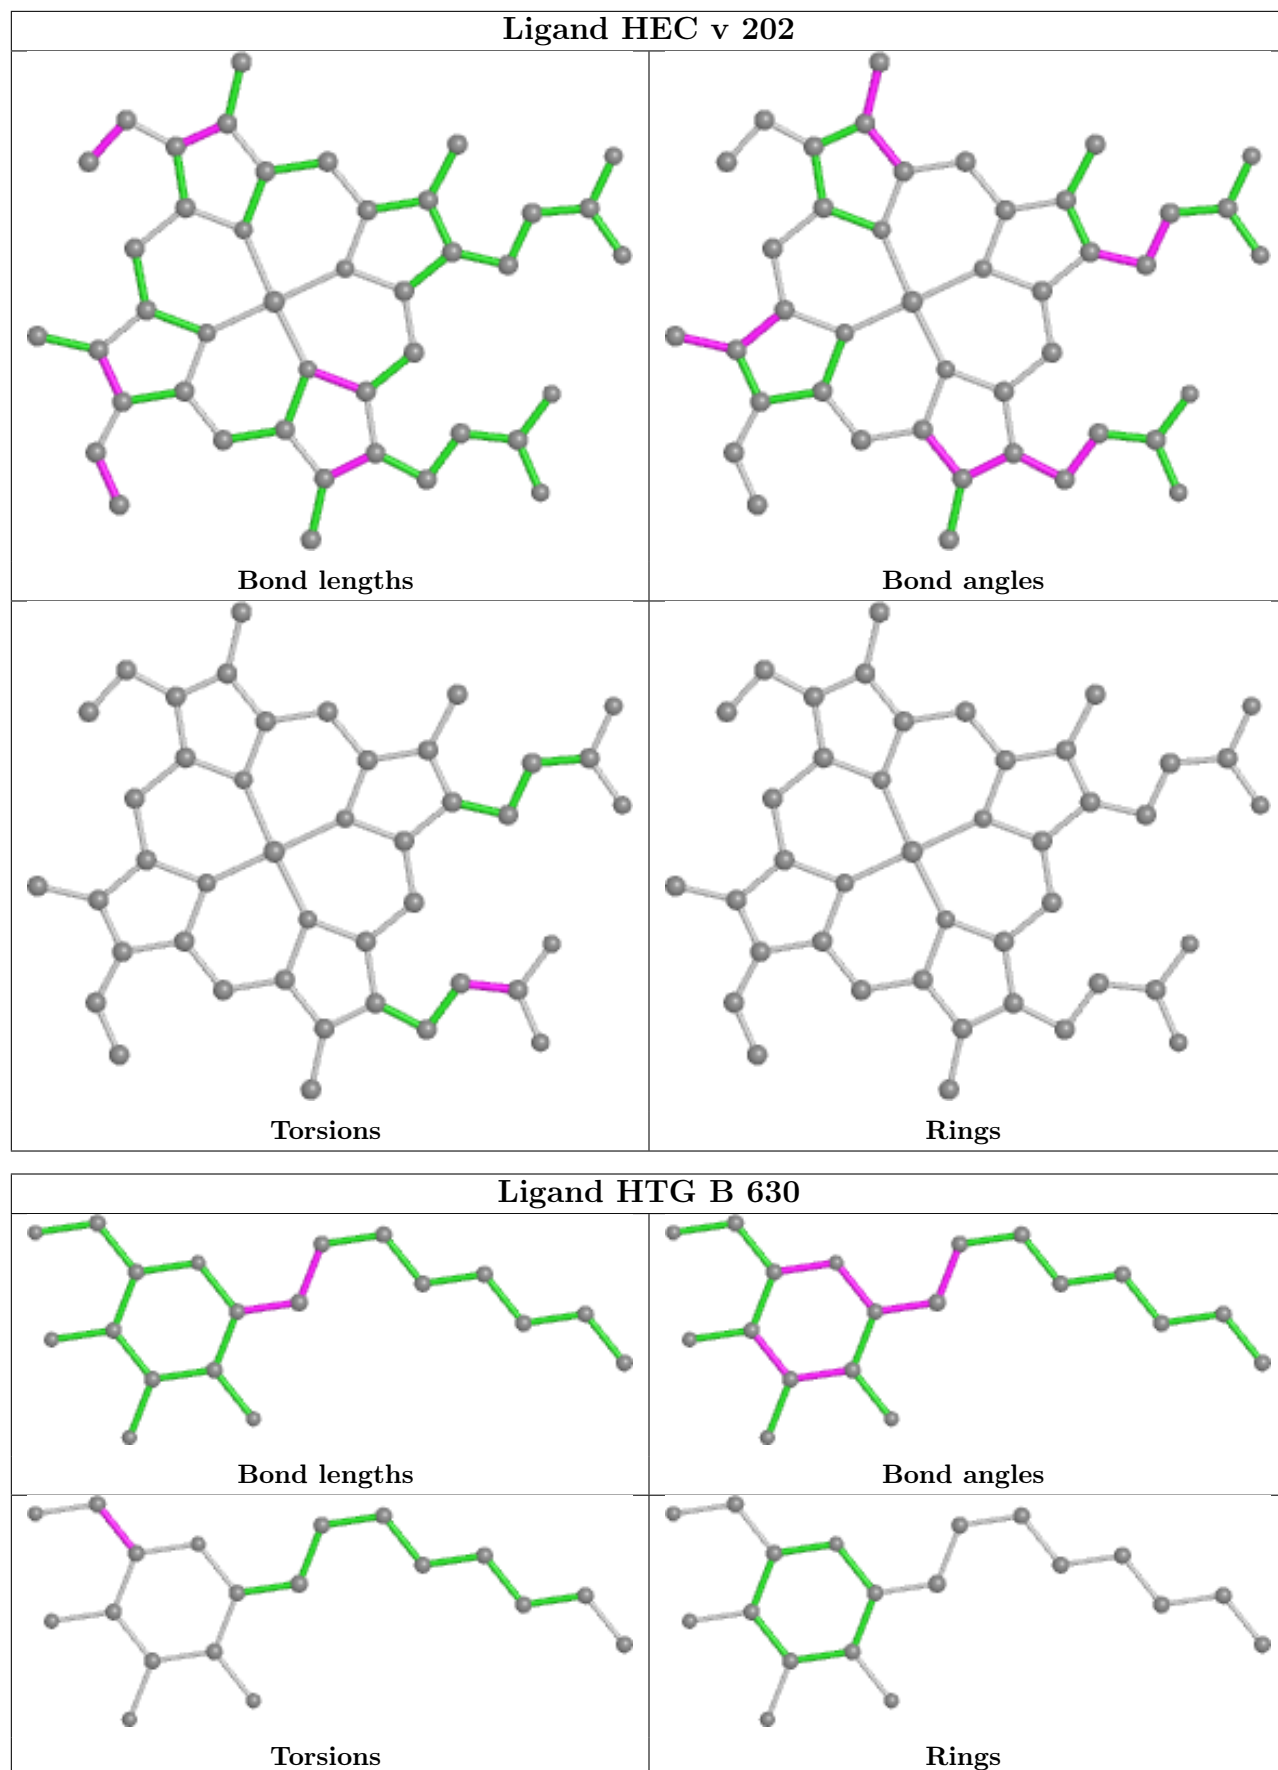 Ligand HEC v 202
Bond lengths
Bond angles
Torsions
Rings
Ligand HTG B 630
Bond lengths
Bond angles
Torsions
Rings